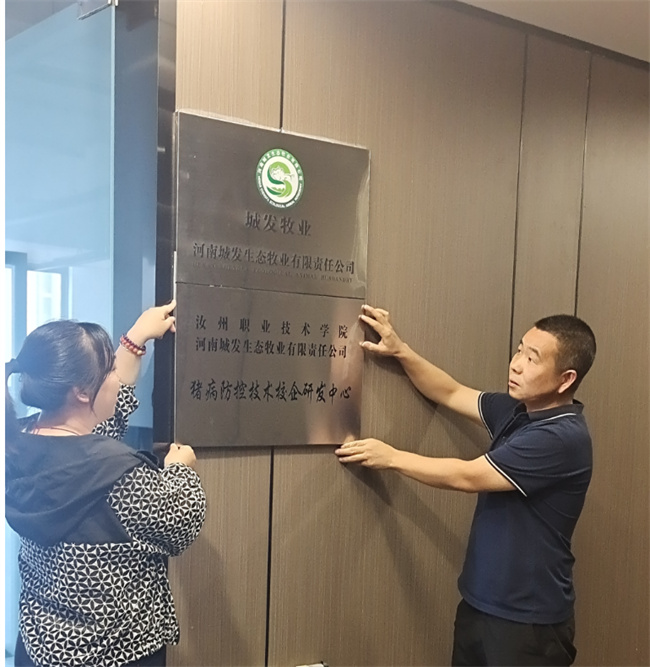 城发牧业
河南城发生态牧业有限责任公司
汝州职业技术学院
河南城发生态牧业有限责任公司
猪病防控技术校企研发中心